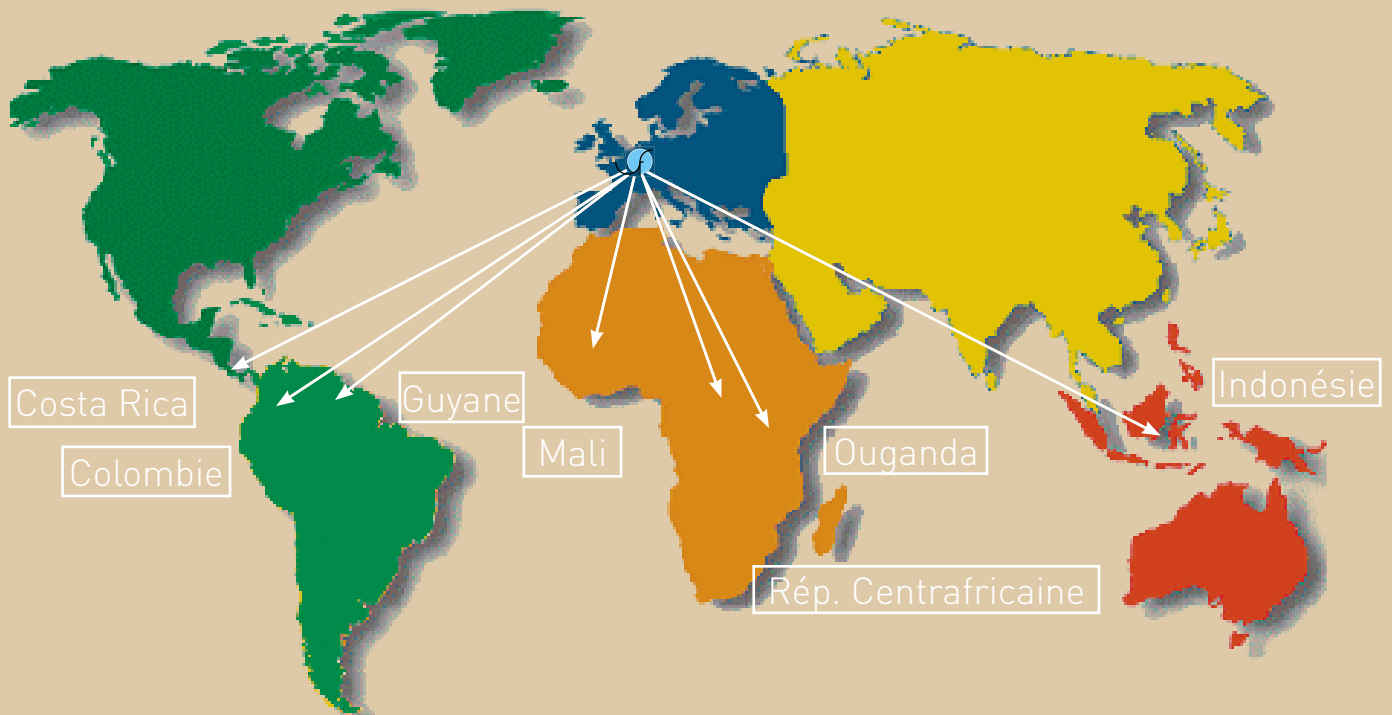 Costa Rica
Colombie
Guyane
Mali
Ouganda
Rép. Centrafricaine
Indonésie